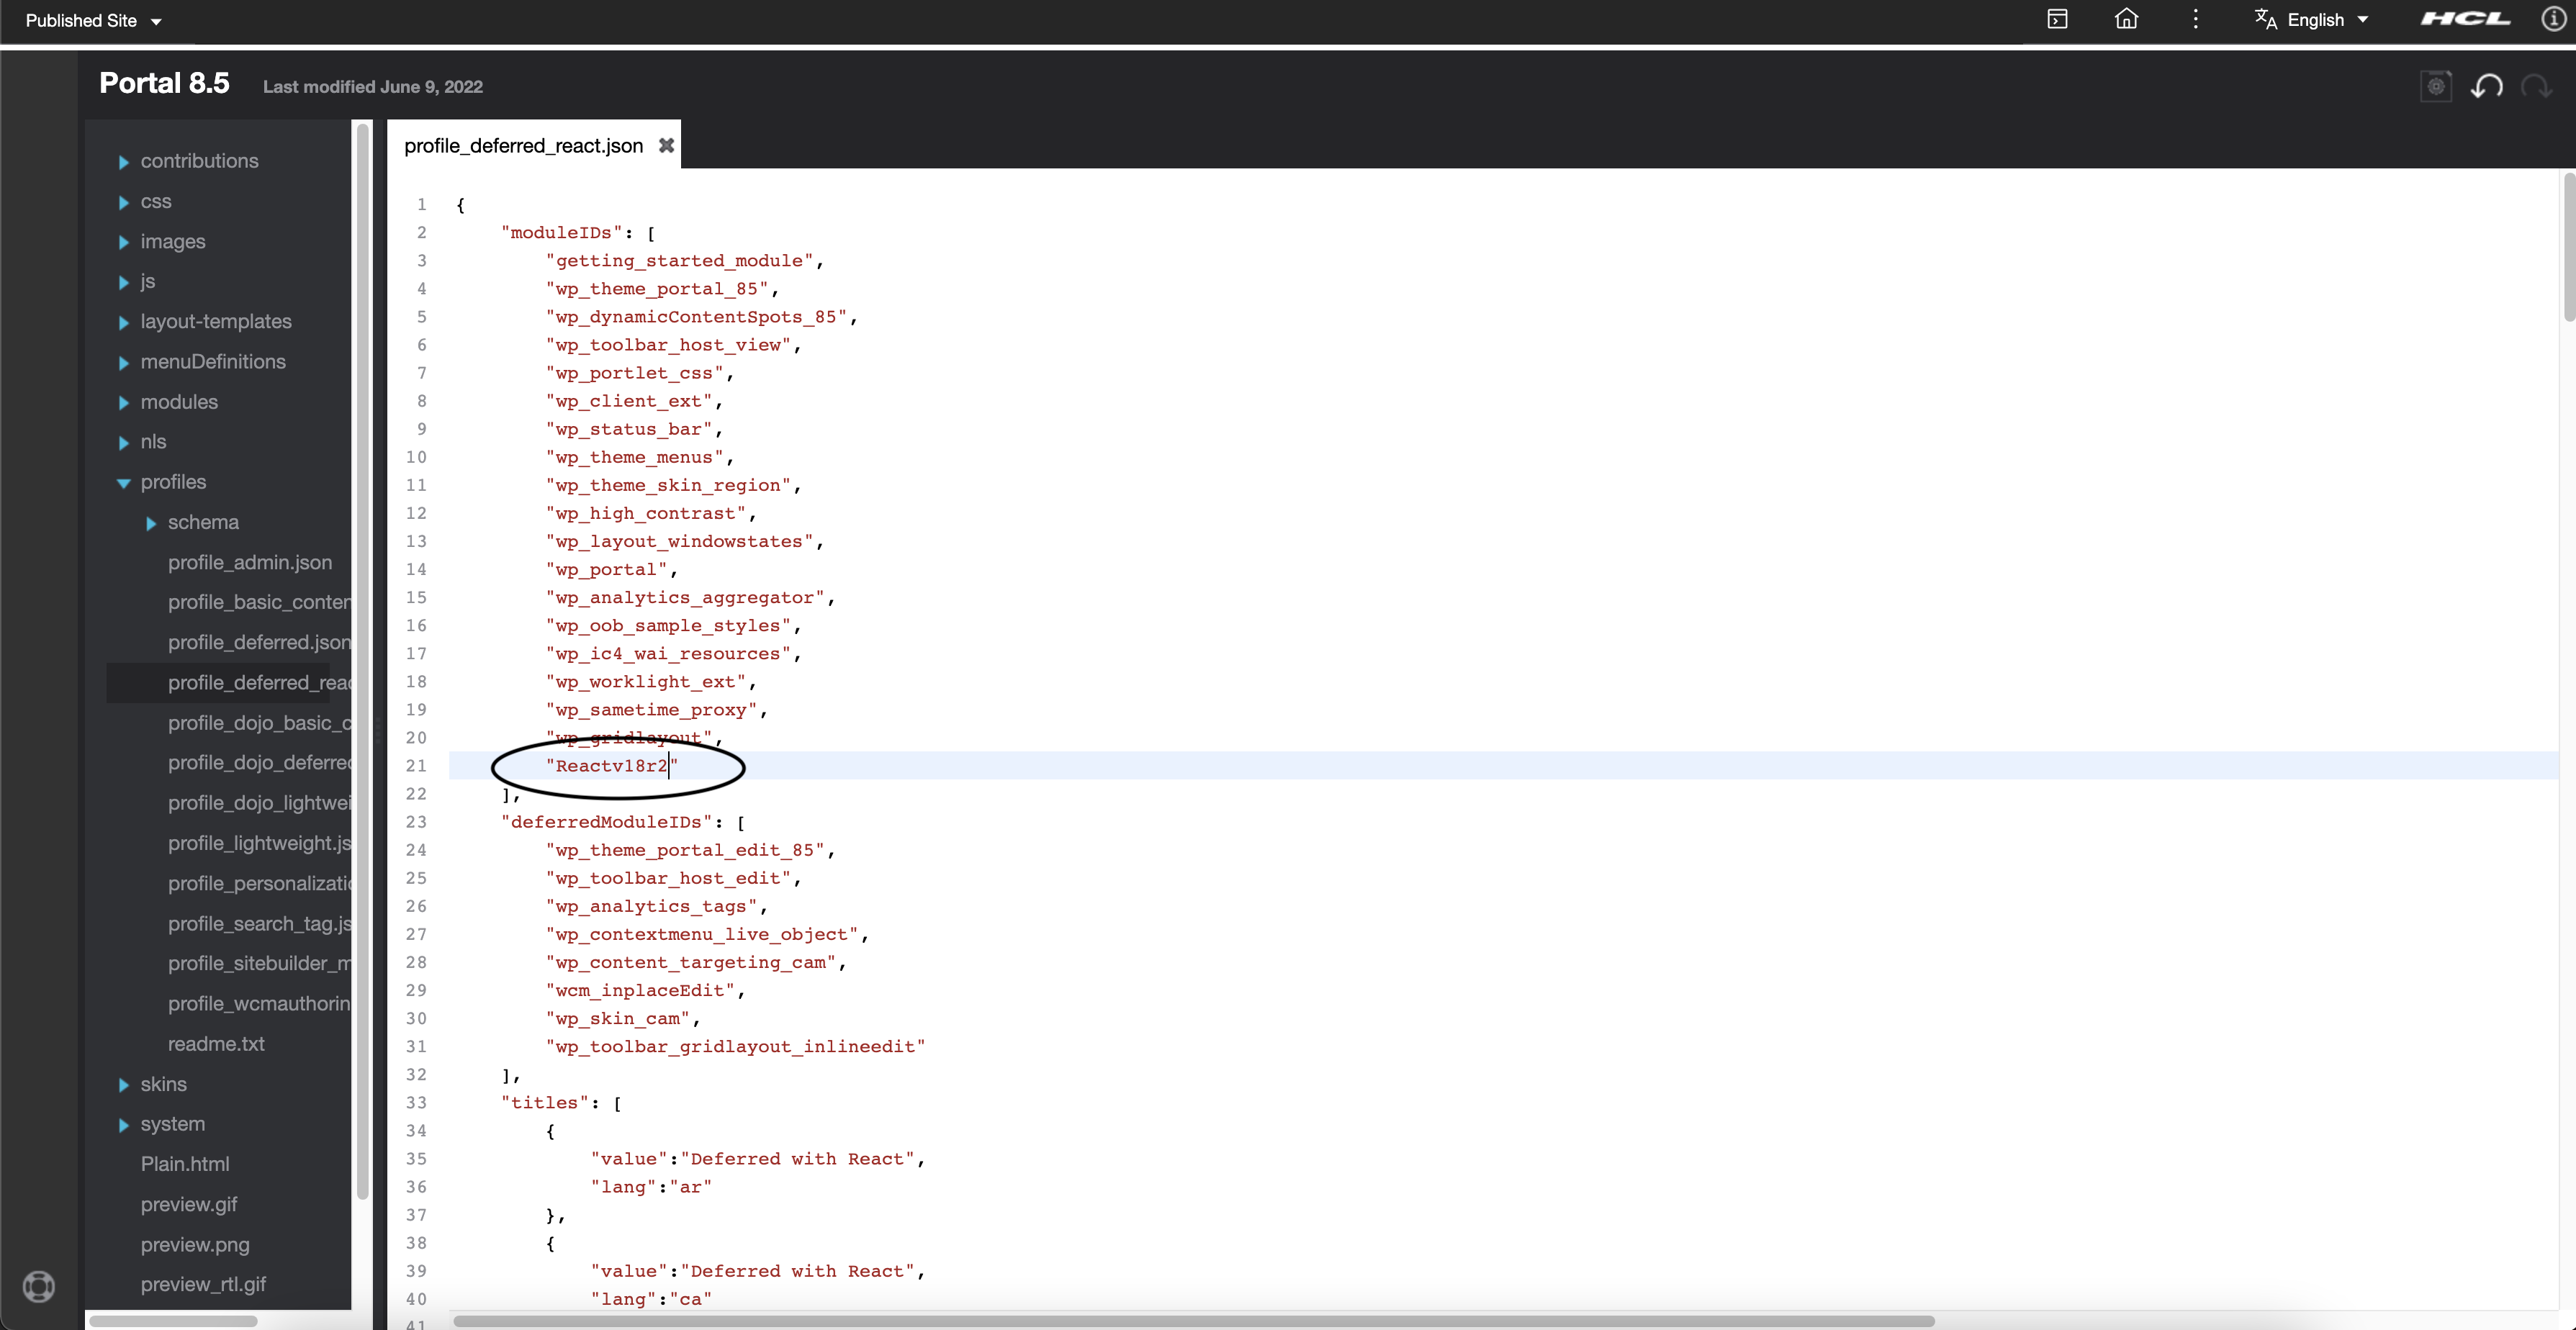 Published Site
English
HCL
Portal 8.5 Last modified June 9, 2022
contributions
css
images
js
layout-templates
menuDefinitions
modules
nls
profiles
schema
profile_admin.json
profile_basic_conten
profile_deferred.json
profile_deferred_reac
profile_dojo_basic_c
profile_dojo_deferred
profile_dojo_lightwei
profile_lightweight.js
profile_personalizatio
profile_search_tag.js
profile_sitebuilder_m
profile_wcmauthorin
readme.txt
skins
system
Plain.html
preview.gif
preview.png
preview_rtl.gif
profile_deferred_react.json
1 {
2 "moduleIDs": [
3 "getting_started_module",
4 "wp_theme_portal_85",
5 "wp_dynamicContentSpots_85",
6 "wp_toolbar_host_view",
7 "wp_portlet_css",
8 "wp_client_ext",
9 "wp_status_bar",
10 "wp_theme_menus",
11 "wp_theme_skin_region",
12 "wp_high_contrast",
13 "wp_layout_windowstates",
14 "wp_portal",
15 "wp_analytics_aggregator",
16 "wp_oob_sample_styles",
17 "wp_ic4_wai_resources",
18 "wp_worklight_ext",
19 "wp_sametime_proxy",
20 "wp_gridlayout",
21 "Reactv18r2"
22 ],
23 "deferredModuleIDs": [
24 "wp_theme_portal_edit_85",
25 "wp_toolbar_host_edit",
26 "wp_analytics_tags",
27 "wp_contextmenu_live_object",
28 "wp_content_targeting_cam",
29 "wcm_inplaceEdit",
30 "wp_skin_cam",
31 "wp_toolbar_gridlayout_inlineedit"
32 ],
33 "titles": [
34 {
35 "value":"Deferred with React",
36 "lang":"ar"
37 },
38 {
39 "value":"Deferred with React",
40 "lang":"ca"
41